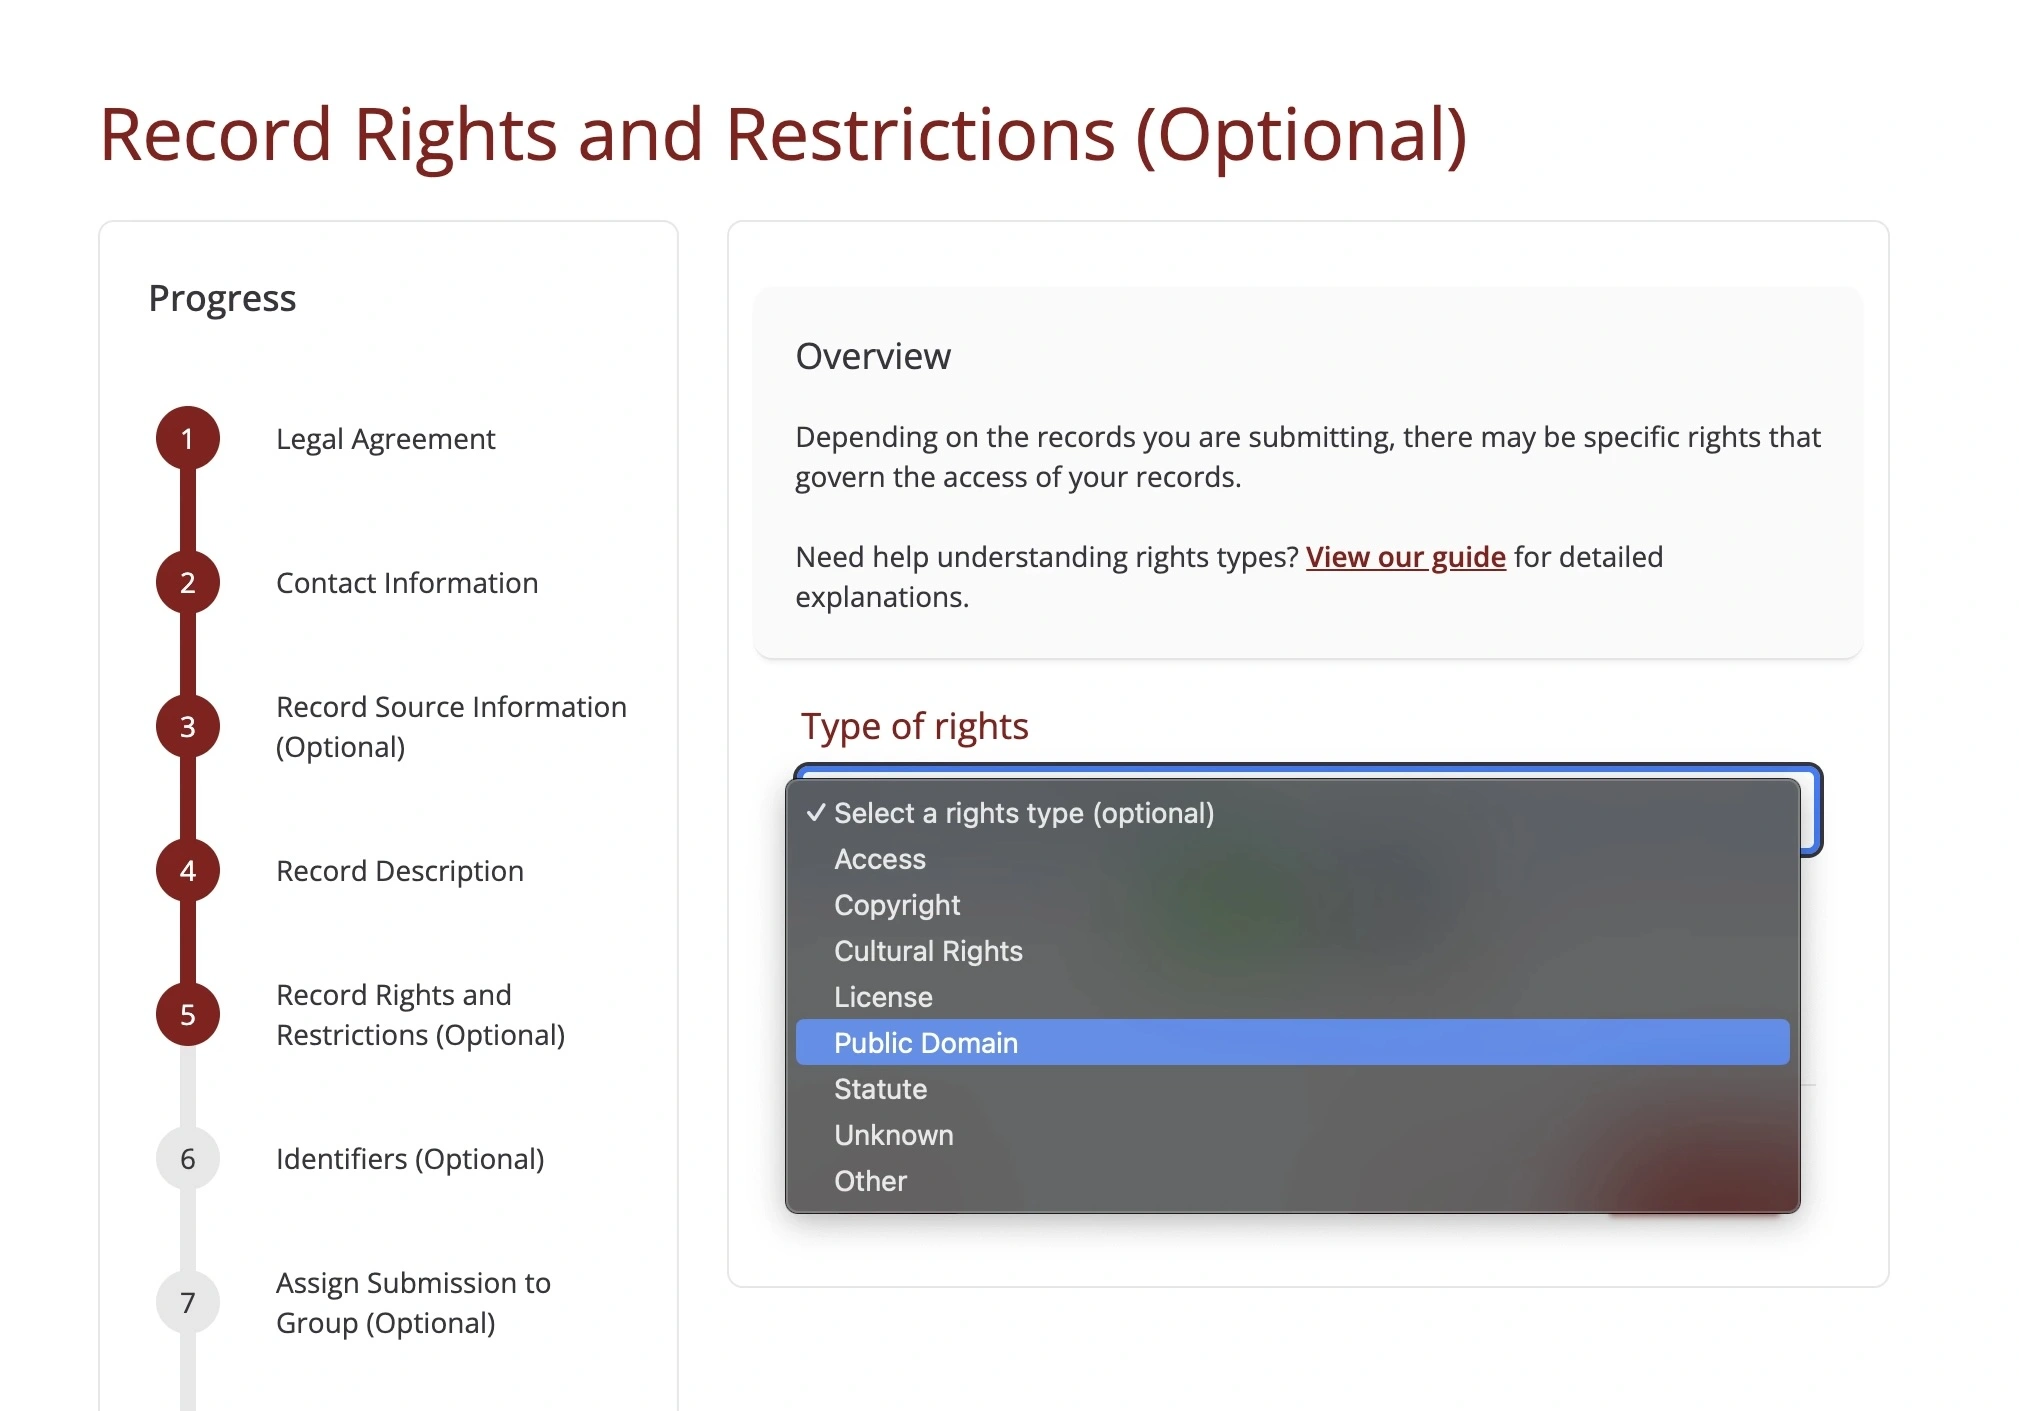 Record Rights and Restrictions (Optional)
Progress
1 Legal Agreement
2 Contact Information
3 Record Source Information
(Optional)
4 Record Description
5 Record Rights and
Restrictions (Optional)
6 Identifiers (Optional)
7 Assign Submission to
Group (Optional)
Overview
Depending on the records you are submitting, there may be specific rights that
govern the access of your records.
Need help understanding rights types? View our guide for detailed
explanations.
Type of rights
✓ Select a rights type (optional)
Access
Copyright
Cultural Rights
License
Public Domain
Statute
Unknown
Other